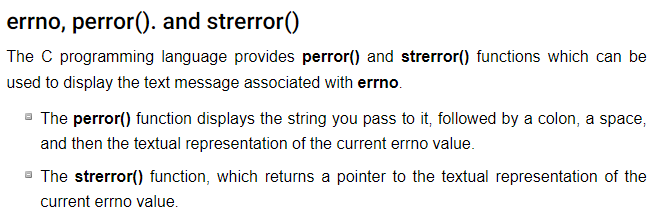 errno, perror(). and strerror()
The C programming language provides perror() and strerror() functions which can be
used to display the text message associated with errno.
The perror() function displays the string you pass to it, followed by a colon, a space,
and then the textual representation of the current errno value.
The strerror() function, which returns a pointer to the textual representation of the
current errno value.